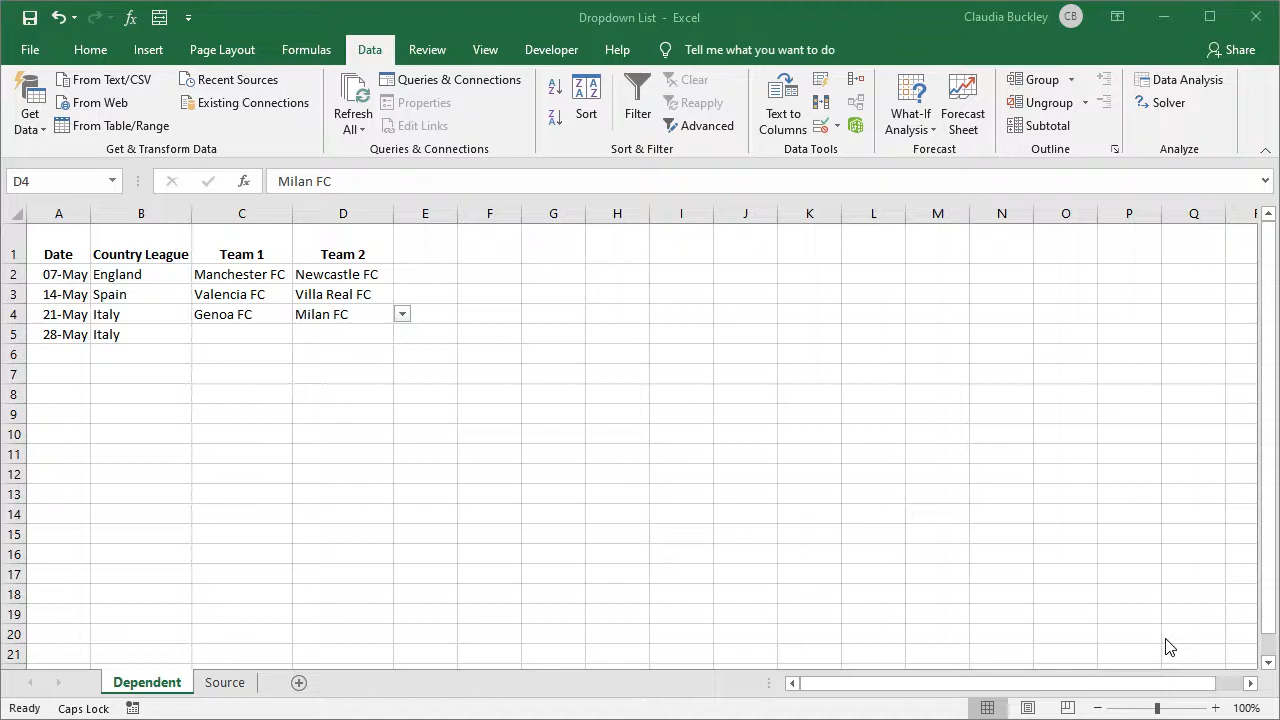 Dropdown List - Excel
Claudia Buckley
CB
File Home Insert Page Layout Formulas Data Review View Developer Help Tell me what you want to do Share
From Text/CSV Recent Sources Queries & Connections Clear Group Data Analysis
From Web Existing Connections Properties Reapply Ungroup Solver
From Table/Range Edit Links Advanced Subtotal
Get Data
Refresh All
Sort
Filter
Text to Columns
What-If Analysis
Forecast Sheet
Get & Transform Data Queries & Connections Sort & Filter Data Tools Forecast Outline Analyze
D4 fx Milan FC
A B C D E F G H I J K L M N O P Q
1 Date Country League Team 1 Team 2
2 07-May England Manchester FC Newcastle FC
3 14-May Spain Valencia FC Villa Real FC
4 21-May Italy Genoa FC Milan FC
5 28-May Italy
6
7
8
9
10
11
12
13
14
15
16
17
18
19
20
21
Dependent Source
Ready Caps Lock 100%